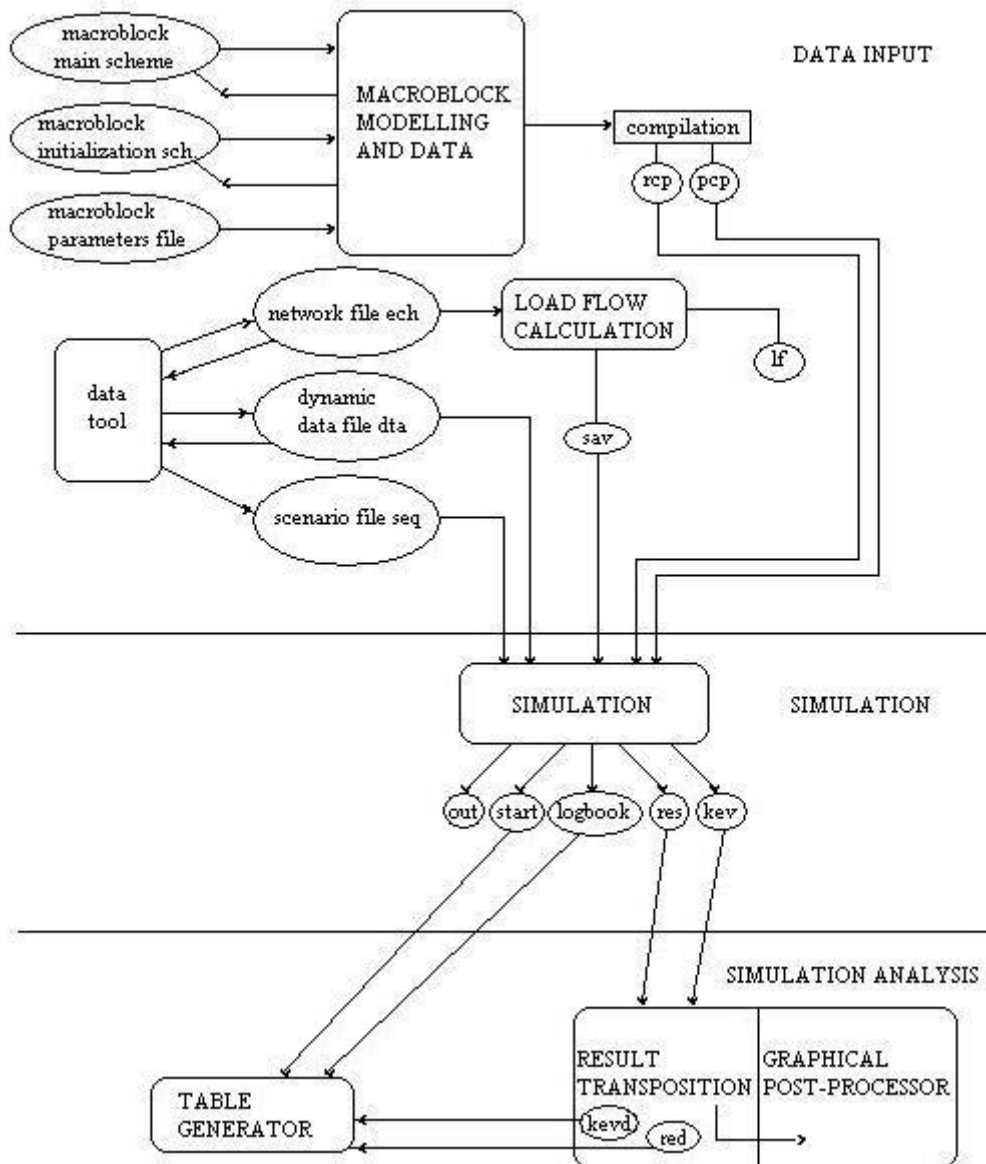 macroblock
main scheme
DATA INPUT
MACROBLOCK
MODELLING
AND DATA
macroblock
initialization sch.
compilation
rcp
pcp
macroblock
parameters file
network file ech
LOAD FLOW
CALCULATION
lf
data
tool
dynamic
data file dta
sav
scenario file seq
SIMULATION
SIMULATION
out
start
logbook
res
kev
SIMULATION ANALYSIS
RESULT
TRANSPOSITION
GRAPHICAL
POST-PROCESSOR
TABLE
GENERATOR
kevd
red